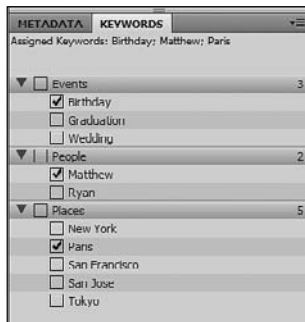 METADATA KEYWORDS
Assigned Keywords: Birthday; Matthew; Paris
Events 3
Birthday
Graduation
Wedding
People 2
Matthew
Ryan
Places 5
New York
Paris
San Francisco
San Jose
Tokyo